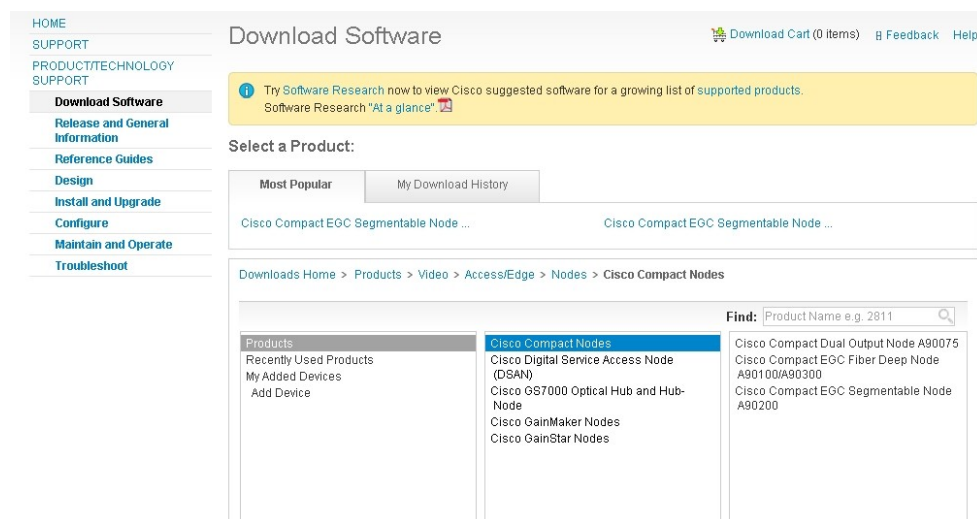 HOME
SUPPORT
PRODUCT/TECHNOLOGY
SUPPORT
Download Software
Release and General
Information
Reference Guides
Design
Install and Upgrade
Configure
Maintain and Operate
Troubleshoot
Download Software
Download Cart (0 items)
Feedback
Help
Try Software Research now to view Cisco suggested software for a growing list of supported products.
Software Research "At a glance".
Select a Product:
Most Popular
My Download History
Cisco Compact EGC Segmentable Node ...
Cisco Compact EGC Segmentable Node ...
Downloads Home > Products > Video > Access/Edge > Nodes > Cisco Compact Nodes
Find: Product Name e.g. 2811
Products
Recently Used Products
My Added Devices
Add Device
Cisco Compact Nodes
Cisco Digital Service Access Node
(DSAN)
Cisco GS7000 Optical Hub and Hub-
Node
Cisco GainMaker Nodes
Cisco GainStar Nodes
Cisco Compact Dual Output Node A90075
Cisco Compact EGC Fiber Deep Node
A90100/A90300
Cisco Compact EGC Segmentable Node
A90200